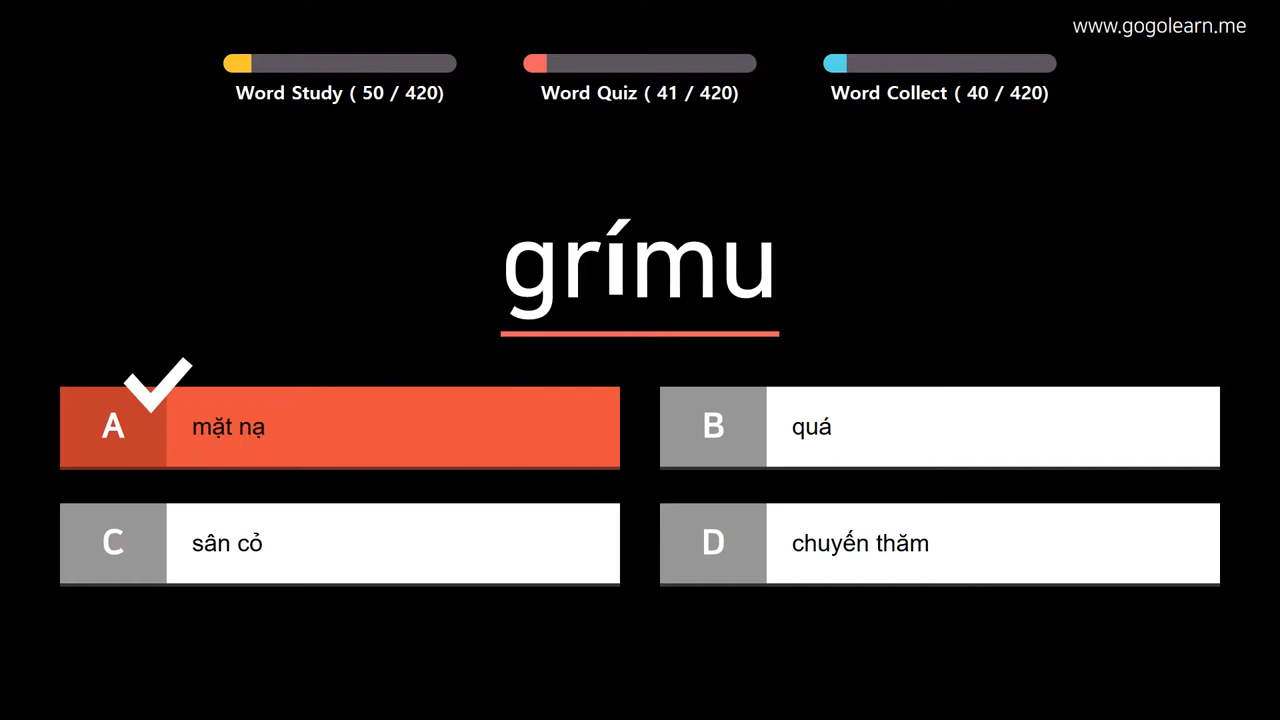 www.gogolearn.me
Word Study ( 50 / 420)
Word Quiz ( 41 / 420)
Word Collect ( 40 / 420)
grímu
A mặt nạ
B quá
C sân cỏ
D chuyến thăm